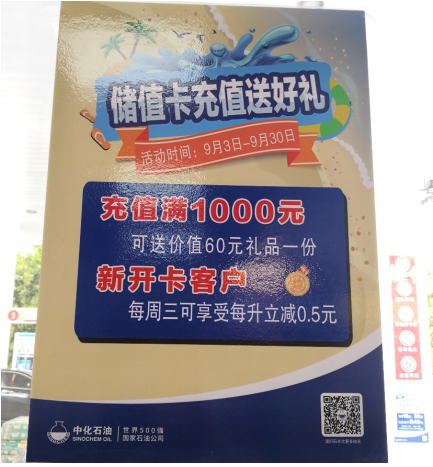 储值卡充值送好礼
活动时间：9月3日-9月30日
充值满1000元
可送价值60元礼品一份
新开卡客户
每周三可享受每升立减0.5元
中化石油
SINOCHEM OIL
世界500强
国家石油公司